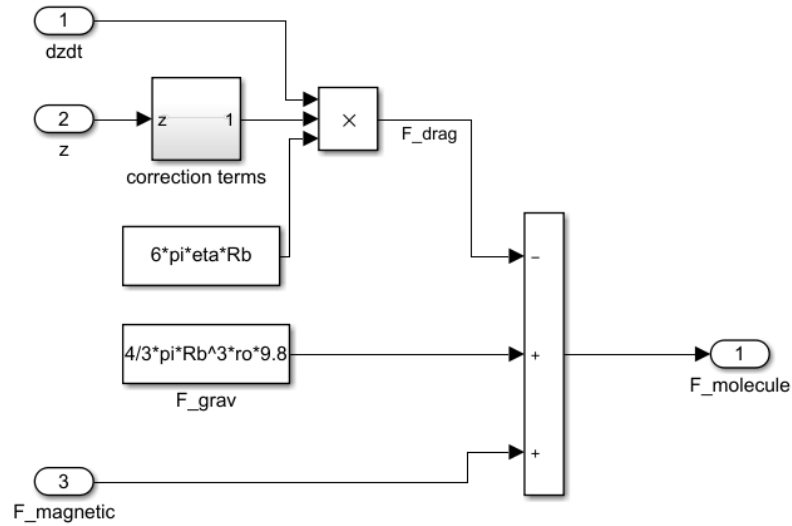 1
dzdt
2
z
z
1
correction terms
×
F_drag
6*pi*eta*Rb
−
4/3*pi*Rb^3*ro*9.8
+
F_grav
1
F_molecule
+
3
F_magnetic